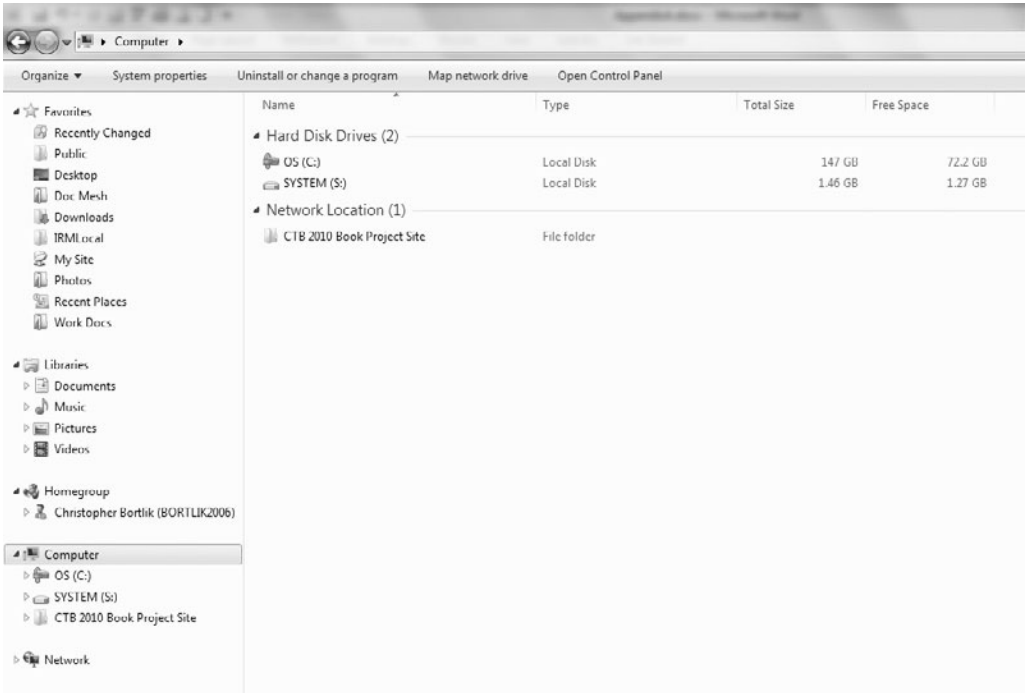 Computer
Organize System properties Uninstall or change a program Map network drive Open Control Panel
Favorites
Recently Changed
Public
Desktop
Doc Mesh
Downloads
IRMLocal
My Site
Photos
Recent Places
Work Docs
Libraries
Documents
Music
Pictures
Videos
Homegroup
Christopher Bortlik (BORTLIK2006)
Computer
OS (C:)
SYSTEM (S:)
CTB 2010 Book Project Site
Network
Name Type Total Size Free Space
Hard Disk Drives (2)
OS (C:) Local Disk 147 GB 72.2 GB
SYSTEM (S:) Local Disk 1.46 GB 1.27 GB
Network Location (1)
CTB 2010 Book Project Site File folder